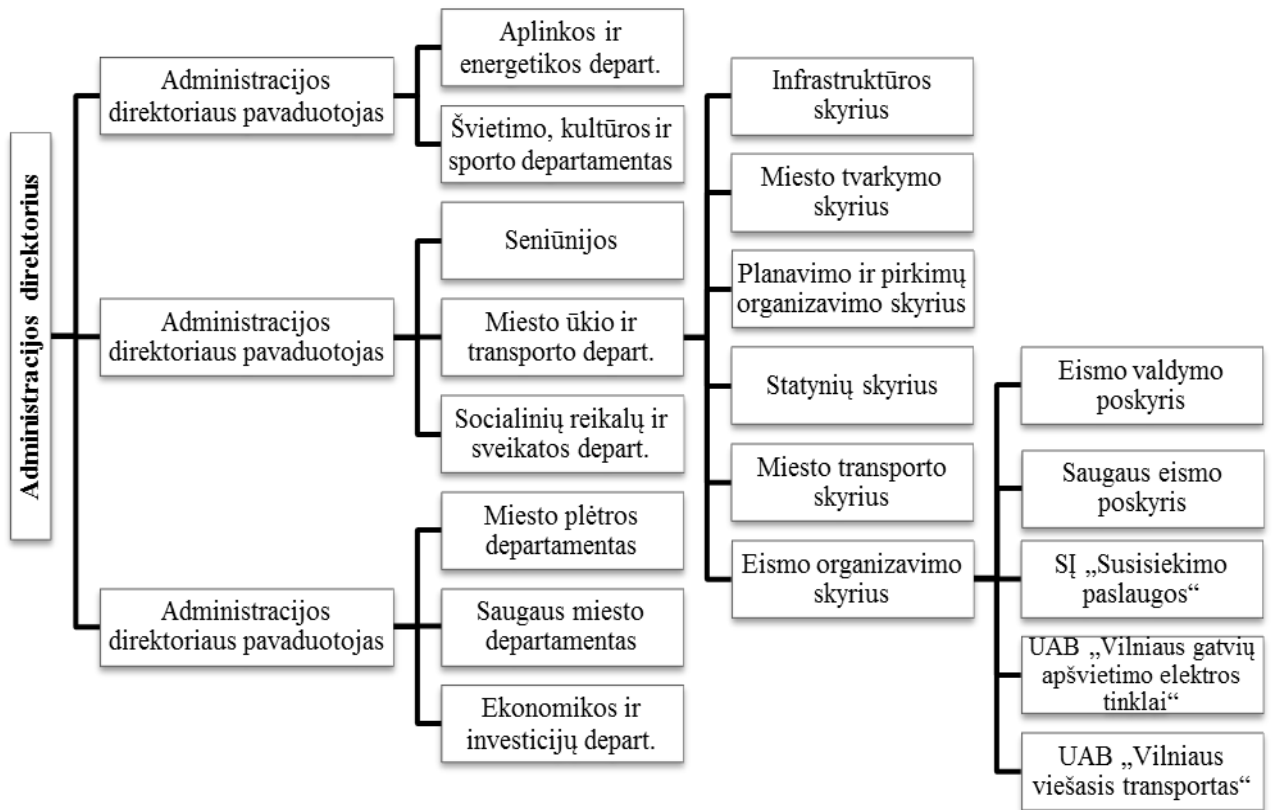 Administracijos direktorius
Administracijos
direktoriaus pavaduotojas
Administracijos
direktoriaus pavaduotojas
Administracijos
direktoriaus pavaduotojas
Aplinkos ir
energetikos depart.
Švietimo, kultūros ir
sporto departamentas
Seniūnijos
Miesto ūkio ir
transporto depart.
Socialinių reikalų ir
sveikatos depart.
Miesto plėtros
departamentas
Saugaus miesto
departamentas
Ekonomikos ir
investicijų depart.
Infrastruktūros
skyrius
Miesto tvarkymo
skyrius
Planavimo ir pirkimų
organizavimo skyrius
Statynių skyrius
Miesto transporto
skyrius
Eismo organizavimo
skyrius
Eismo valdymo
poskyris
Saugaus eismo
poskyris
SĮ „Susisiekimo
paslaugos“
UAB „Vilniaus gatvių
apšvietimo elektros
tinklai“
UAB „Vilniaus
viešasis transportas“